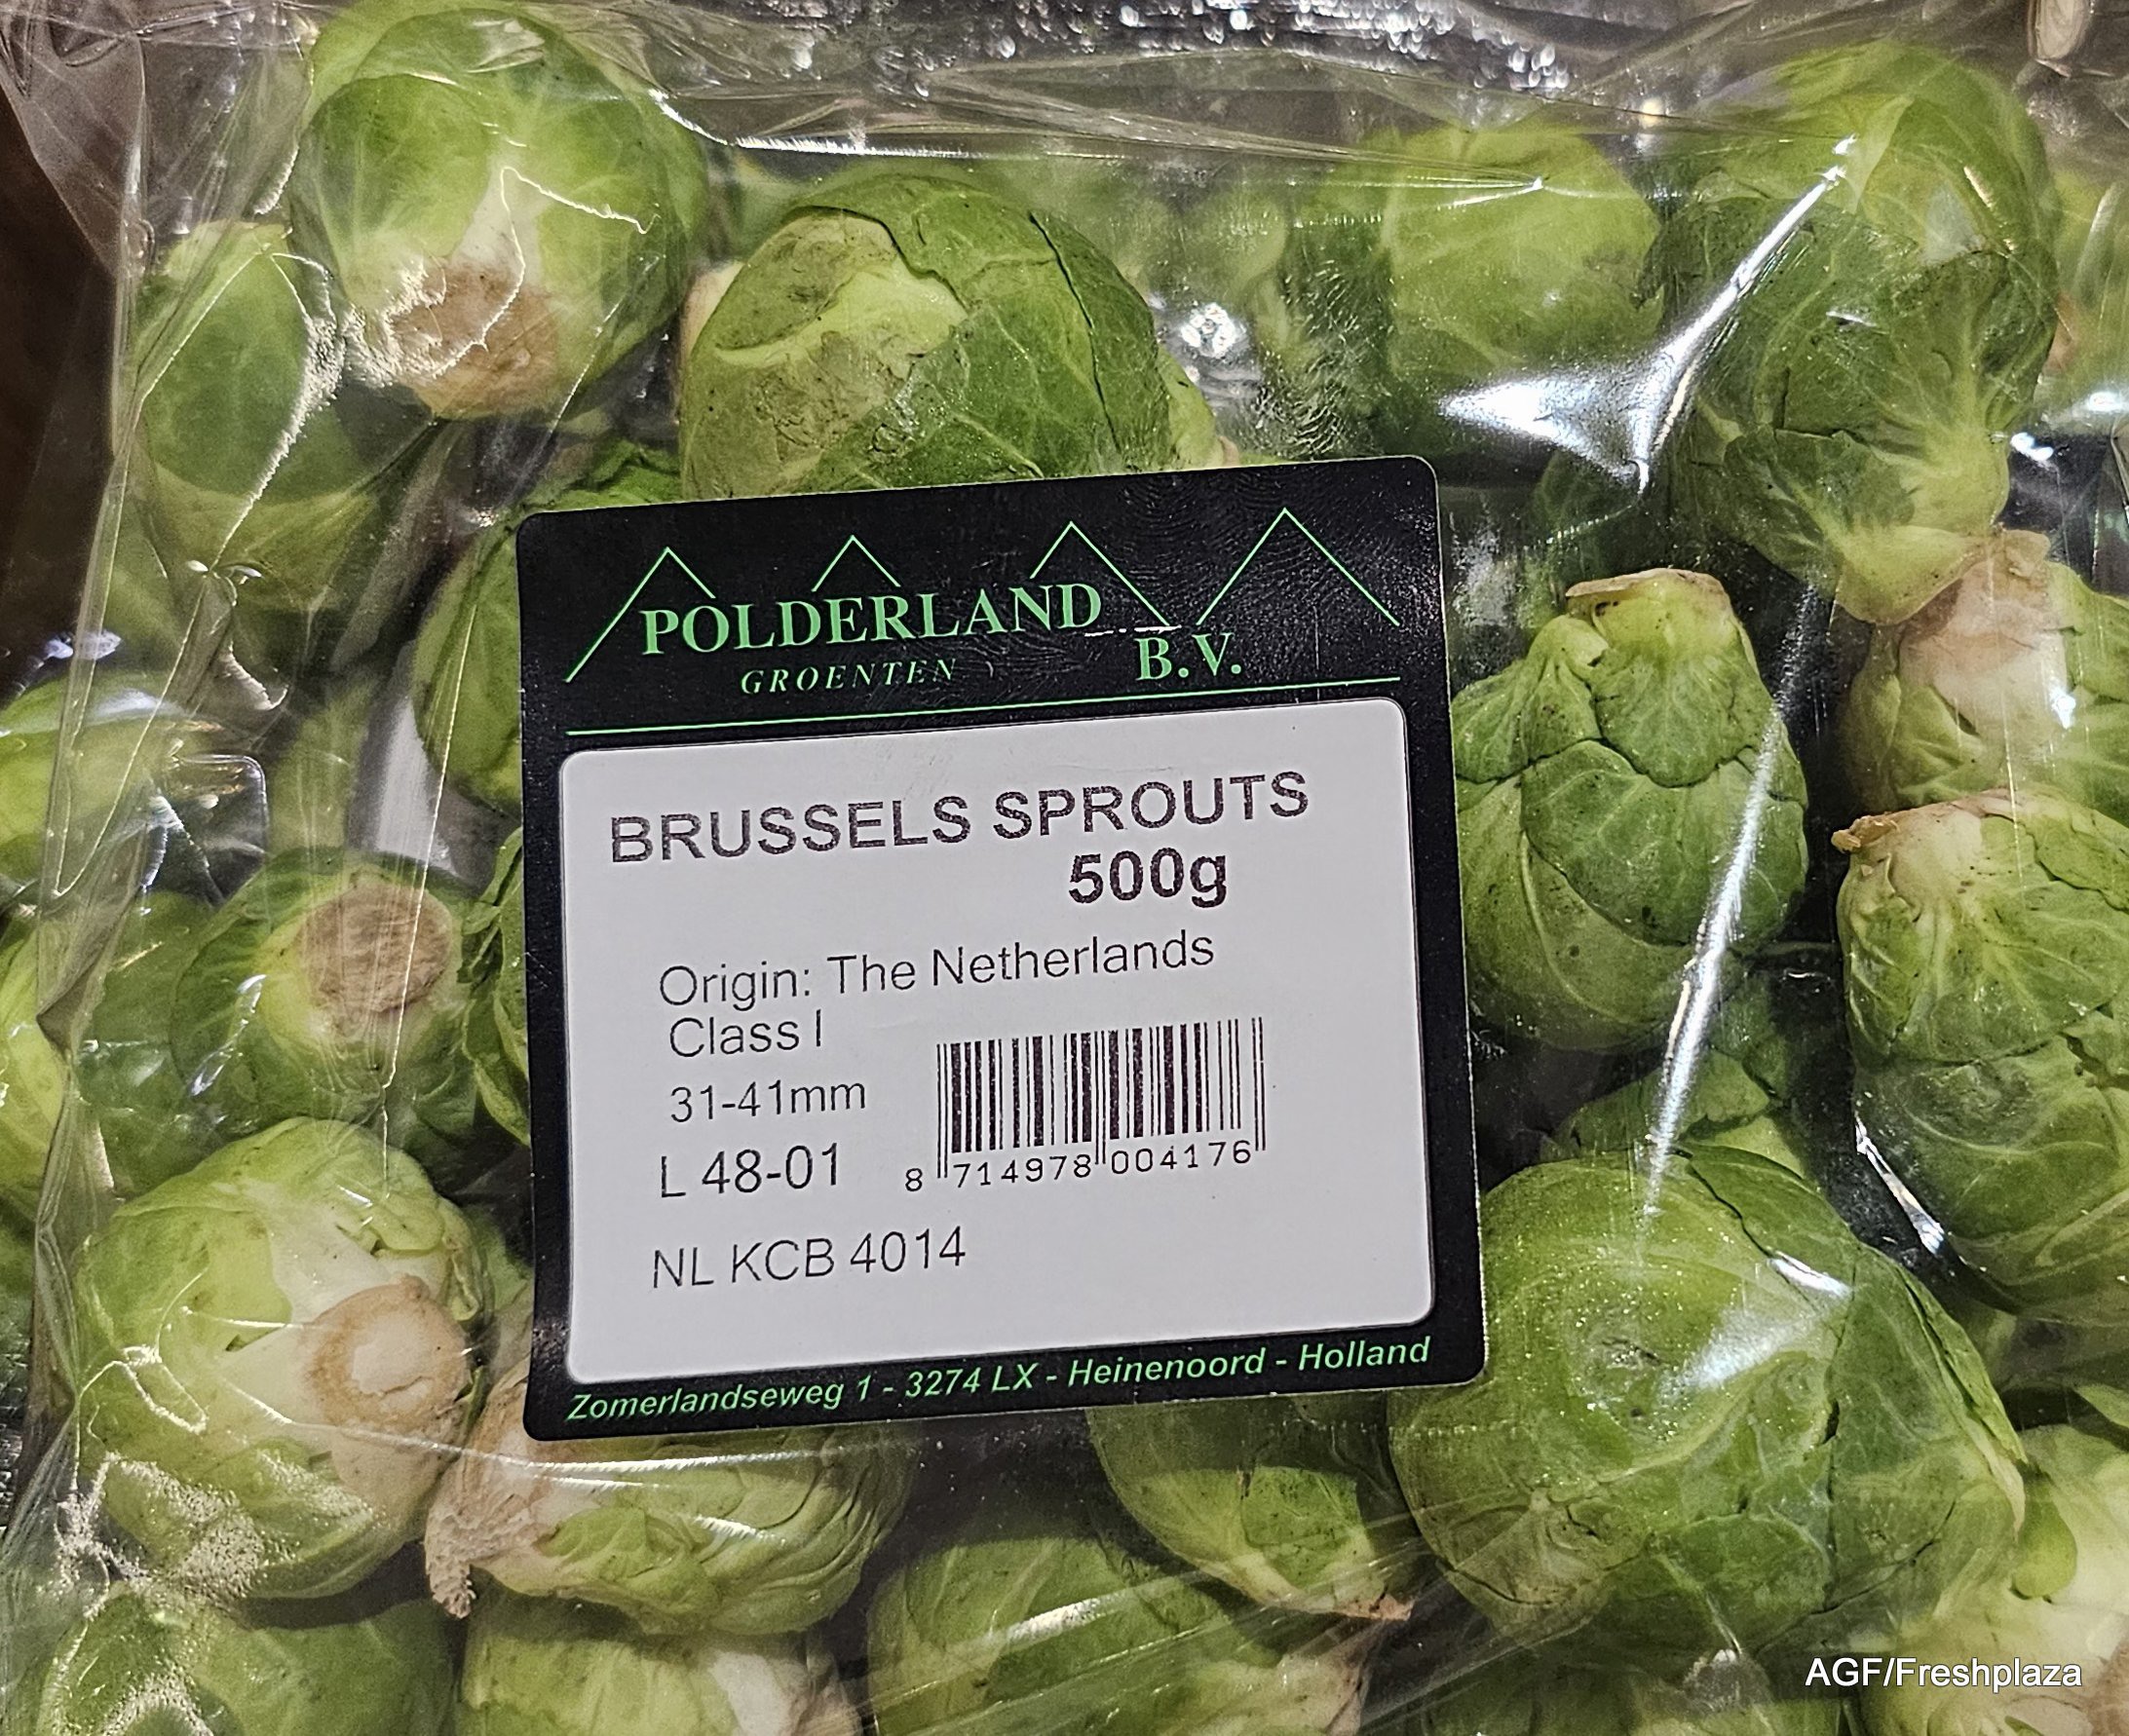 POLDERLAND
GROENTEN B.V.
BRUSSELS SPROUTS
500g
Origin: The Netherlands
Class I
31-41mm
L 48-01
8 714978 004176
NL KCB 4014
Zomerlandseweg 1 - 3274 LX - Heinenoord - Holland
AGF/Freshplaza